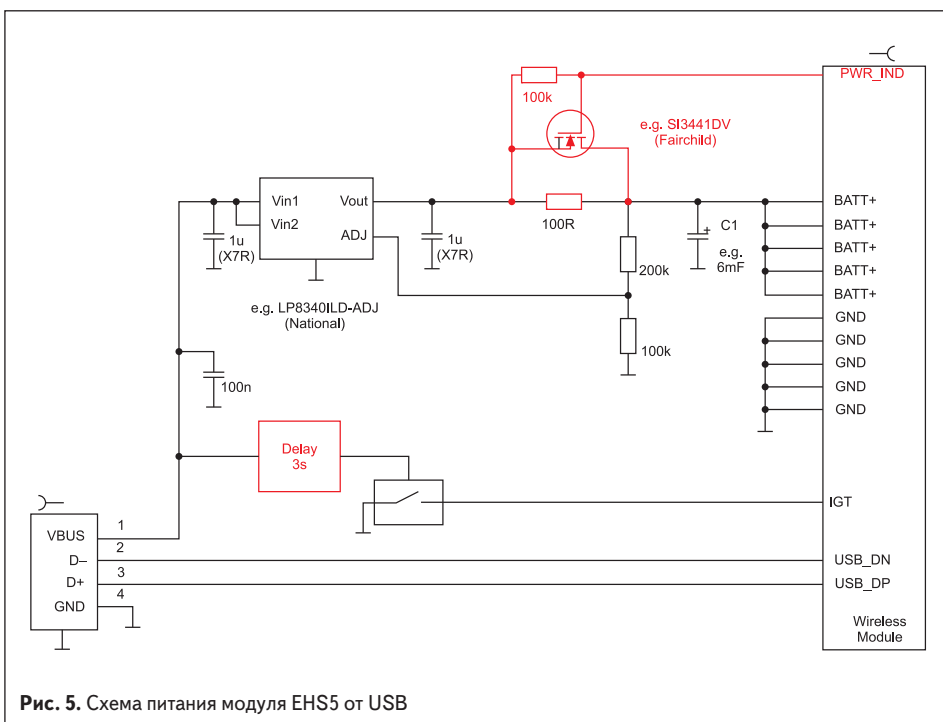 PWR_IND
100k
e.g. SI3441DV
(Fairchild)
Vin1
Vout
Vin2
ADJ
1u
(X7R)
1u
(X7R)
100R
C1
+
e.g.
6mF
BATT+
BATT+
BATT+
BATT+
BATT+
200k
e.g. LP8340ILD-ADJ
(National)
100k
GND
GND
GND
GND
GND
100n
Delay
3s
IGT
VBUS
1
D–
2
D+
3
GND
4
USB_DN
USB_DP
Wireless
Module
Рис. 5. Схема питания модуля EHS5 от USB